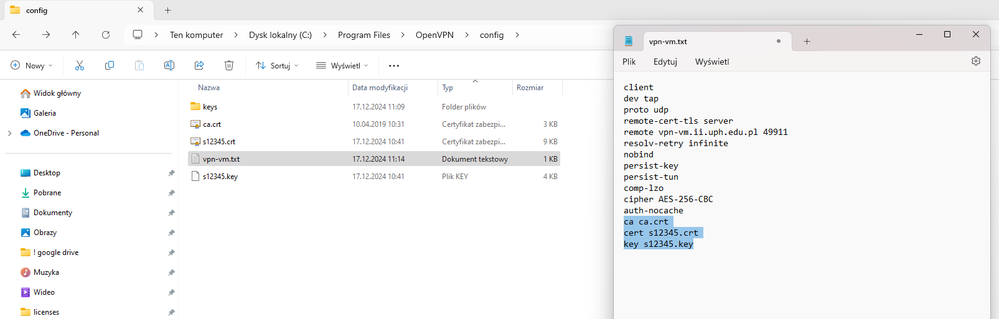 config
Ten komputer > Dysk lokalny (C:) > Program Files > OpenVPN > config >
Nowy
Sortuj
Wyświetl
...
Widok główny
Galeria
OneDrive - Personal
Desktop
Pobrane
Dokumenty
Obrazy
! google drive
Muzyka
Wideo
licenses
Nazwa Data modyfikacji Typ Rozmiar
keys 17.12.2024 11:09 Folder plików
ca.crt 10.04.2019 10:31 Certyfikat zabezpi... 3 KB
s12345.crt 17.12.2024 10:41 Certyfikat zabezpi... 9 KB
vpn-vm.txt 17.12.2024 11:14 Dokument tekstowy 1 KB
s12345.key 17.12.2024 10:41 Plik KEY 4 KB
vpn-vm.txt
Plik Edytuj Wyświetl
client
dev tap
proto udp
remote-cert-tls server
remote vpn-vm.ii.uph.edu.pl 49911
resolv-retry infinite
nobind
persist-key
persist-tun
comp-lzo
cipher AES-256-CBC
auth-nocache
ca ca.crt
cert s12345.crt
key s12345.key